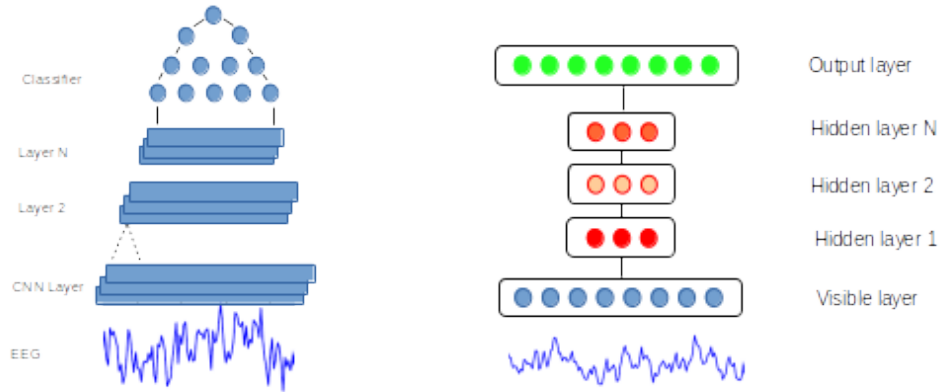 Classifier
Layer N
Layer 2
CNN Layer
EEG
Output layer
Hidden layer N
Hidden layer 2
Hidden layer 1
Visible layer